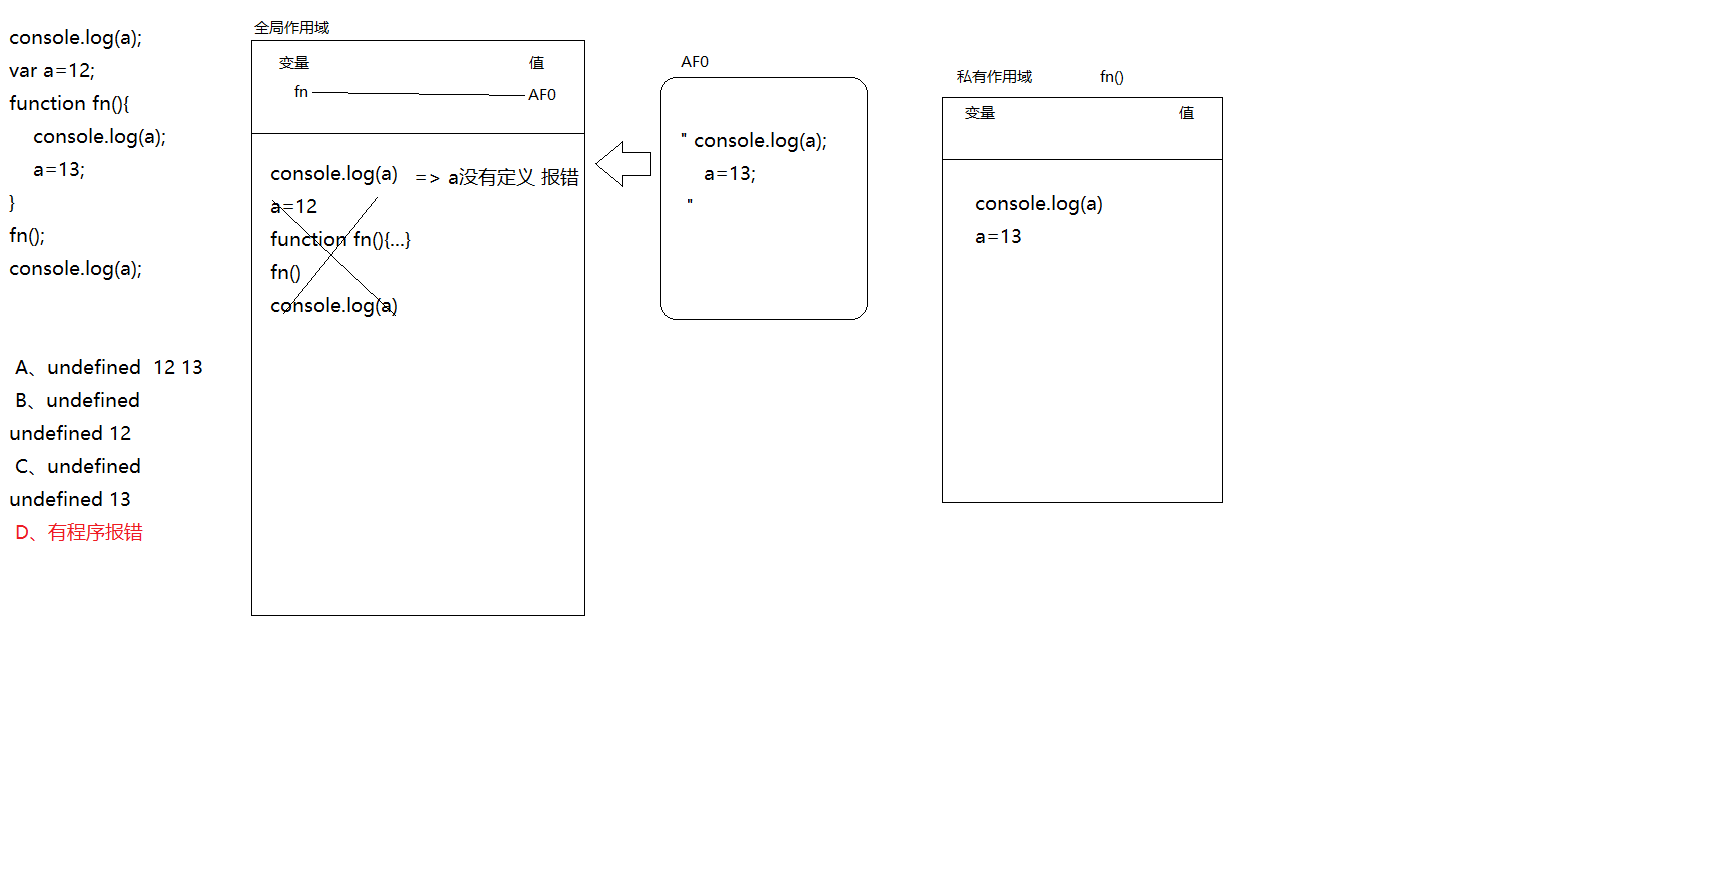 console.log(a);
var a=12;
function fn(){
console.log(a);
a=13;
}
fn();
console.log(a);
A、undefined 12 13
B、undefined
undefined 12
C、undefined
undefined 13
D、有程序报错
全局作用域
变量 值
fn AF0
console.log(a) => a没有定义 报错
a=12
function fn(){...}
fn()
console.log(a)
AF0
" console.log(a);
a=13;
"
私有作用域 fn()
变量 值
console.log(a)
a=13